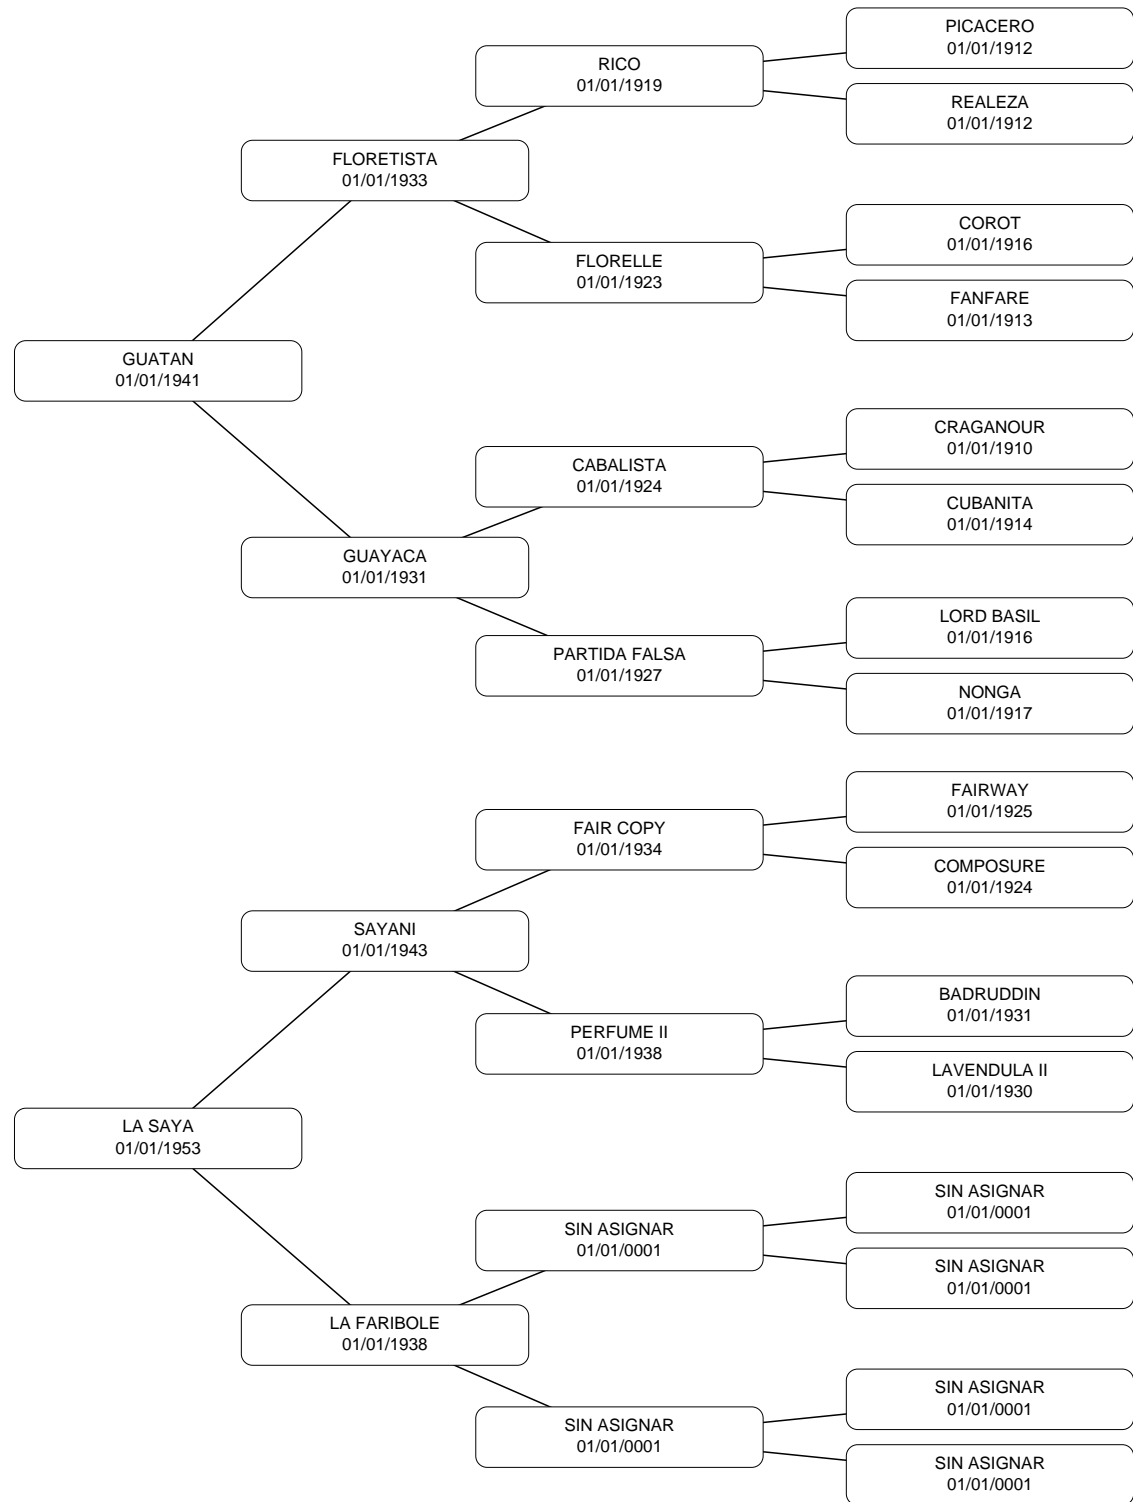 PICACERO
01/01/1912
RICO
01/01/1919
REALEZA
01/01/1912
FLORETISTA
01/01/1933
COROT
01/01/1916
FLORELLE
01/01/1923
FANFARE
01/01/1913
GUATAN
01/01/1941
CRAGANOUR
01/01/1910
CABALISTA
01/01/1924
CUBANITA
01/01/1914
GUAYACA
01/01/1931
LORD BASIL
01/01/1916
PARTIDA FALSA
01/01/1927
NONGA
01/01/1917
FAIRWAY
01/01/1925
FAIR COPY
01/01/1934
COMPOSURE
01/01/1924
SAYANI
01/01/1943
BADRUDDIN
01/01/1931
PERFUME II
01/01/1938
LAVENDULA II
01/01/1930
LA SAYA
01/01/1953
SIN ASIGNAR
01/01/0001
SIN ASIGNAR
01/01/0001
SIN ASIGNAR
01/01/0001
LA FARIBOLE
01/01/1938
SIN ASIGNAR
01/01/0001
SIN ASIGNAR
01/01/0001
SIN ASIGNAR
01/01/0001